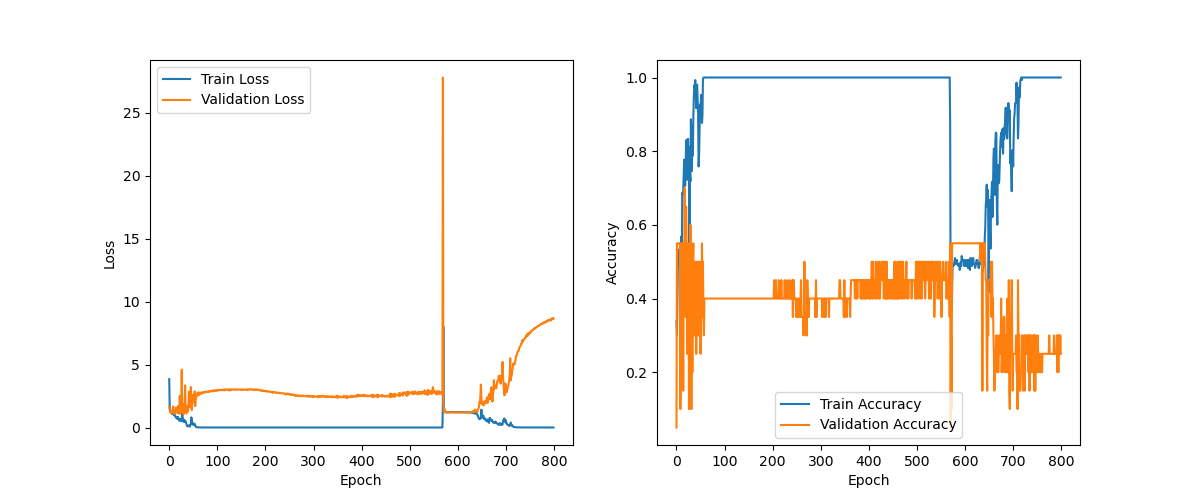 Train Loss
Validation Loss
Loss
25
20
15
10
5
0
0 100 200 300 400 500 600 700 800
Epoch
Accuracy
1.0
0.8
0.6
0.4
0.2
Train Accuracy
Validation Accuracy
0 100 200 300 400 500 600 700 800
Epoch